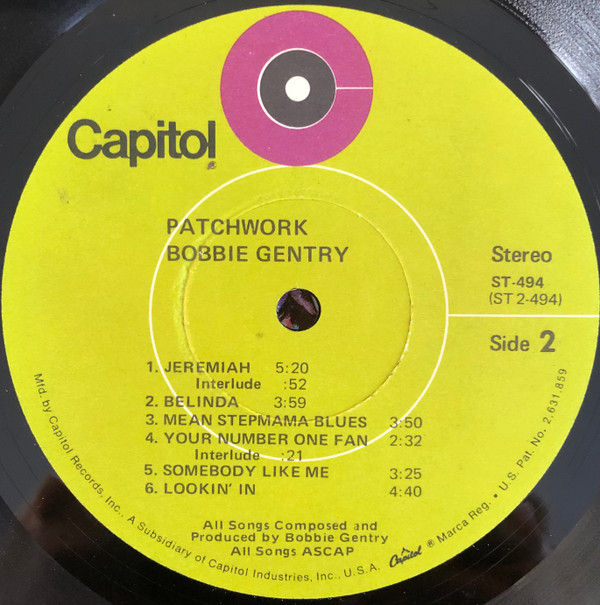 Capitol
®
PATCHWORK
BOBBIE GENTRY
Stereo
ST-494
(ST 2-494)
Side 2
1. JEREMIAH 5:20
Interlude :52
2. BELINDA 3:59
3. MEAN STEPMAMA BLUES 3:50
4. YOUR NUMBER ONE FAN 2:32
Interlude :21
5. SOMEBODY LIKE ME 3:25
6. LOOKIN' IN 4:40
All Songs Composed and
Produced by Bobbie Gentry
All Songs ASCAP
Mfd. by Capitol Records, Inc., A Subsidiary of Capitol Industries, Inc., U.S.A. Capitol ® Marca Reg. • U.S. Pat. No. 2,631,859